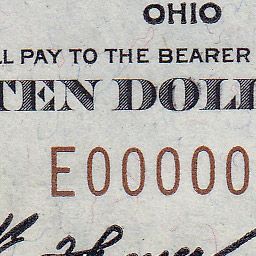 OHIO
LL PAY TO THE BEARER
TEN DOLL
E00000